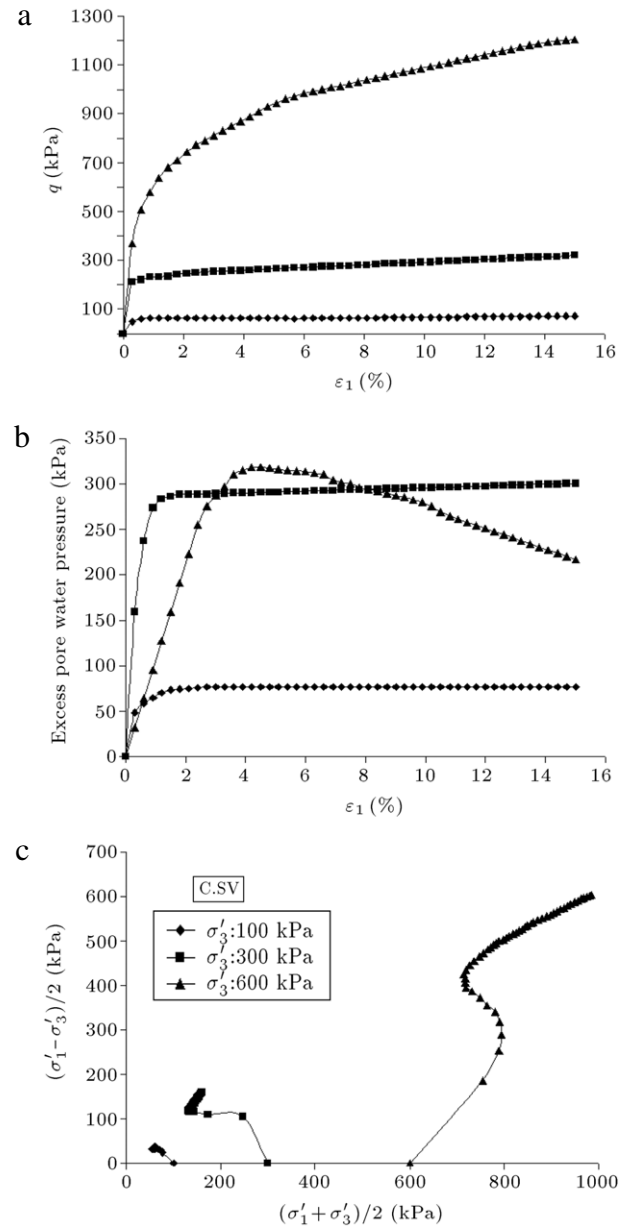 a
1300
1100
900
700
500
300
100
q (kPa)
0 2 4 6 8 10 12 14 16
ε₁ (%)
b
350
300
250
200
150
100
50
0
Excess pore water pressure (kPa)
0 2 4 6 8 10 12 14 16
ε₁ (%)
c
700
600
500
400
300
200
100
0
(σ′₁−σ′₃)/2 (kPa)
C.SV
σ′₃:100 kPa
σ′₃:300 kPa
σ′₃:600 kPa
0 200 400 600 800 1000
(σ′₁+σ′₃)/2 (kPa)